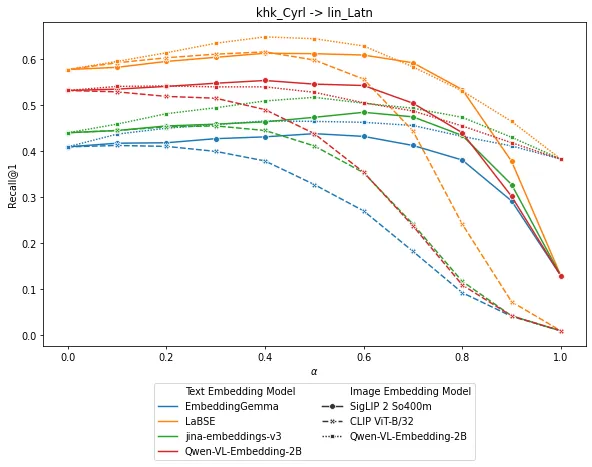 khk_Cyrl -> lin_Latn
Recall@1
0.6
0.5
0.4
0.3
0.2
0.1
0.0
0.0 0.2 0.4 0.6 0.8 1.0
α
Text Embedding Model
EmbeddingGemma
LaBSE
jina-embeddings-v3
Qwen-VL-Embedding-2B
Image Embedding Model
SigLIP 2 So400m
CLIP ViT-B/32
Qwen-VL-Embedding-2B